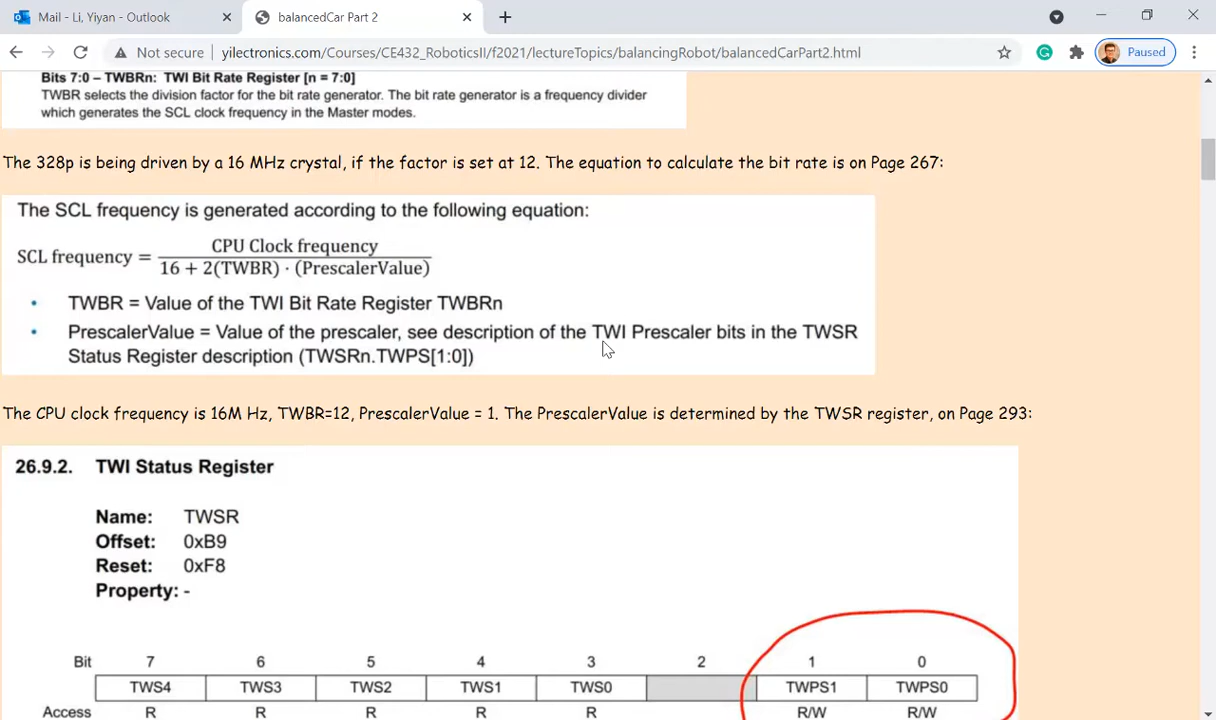 Mail - Li, Yiyan - Outlook
balancedCar Part 2
Not secure
yilectronics.com/Courses/CE432_RoboticsII/f2021/lectureTopics/balancingRobot/balancedCarPart2.html
Paused
Bits 7:0 – TWBRn: TWI Bit Rate Register [n = 7:0]
TWBR selects the division factor for the bit rate generator. The bit rate generator is a frequency divider
which generates the SCL clock frequency in the Master modes.
The 328p is being driven by a 16 MHz crystal, if the factor is set at 12. The equation to calculate the bit rate is on Page 267:
The SCL frequency is generated according to the following equation:
SCL frequency = CPU Clock frequency
16 + 2(TWBR) · (PrescalerValue)
• TWBR = Value of the TWI Bit Rate Register TWBRn
• PrescalerValue = Value of the prescaler, see description of the TWI Prescaler bits in the TWSR
Status Register description (TWSRn.TWPS[1:0])
The CPU clock frequency is 16M Hz, TWBR=12, PrescalerValue = 1. The PrescalerValue is determined by the TWSR register, on Page 293:
26.9.2. TWI Status Register
Name: TWSR
Offset: 0xB9
Reset: 0xF8
Property: -
Bit 7 6 5 4 3 2 1 0
TWS4 TWS3 TWS2 TWS1 TWS0 TWPS1 TWPS0
Access R R R R R R/W R/W